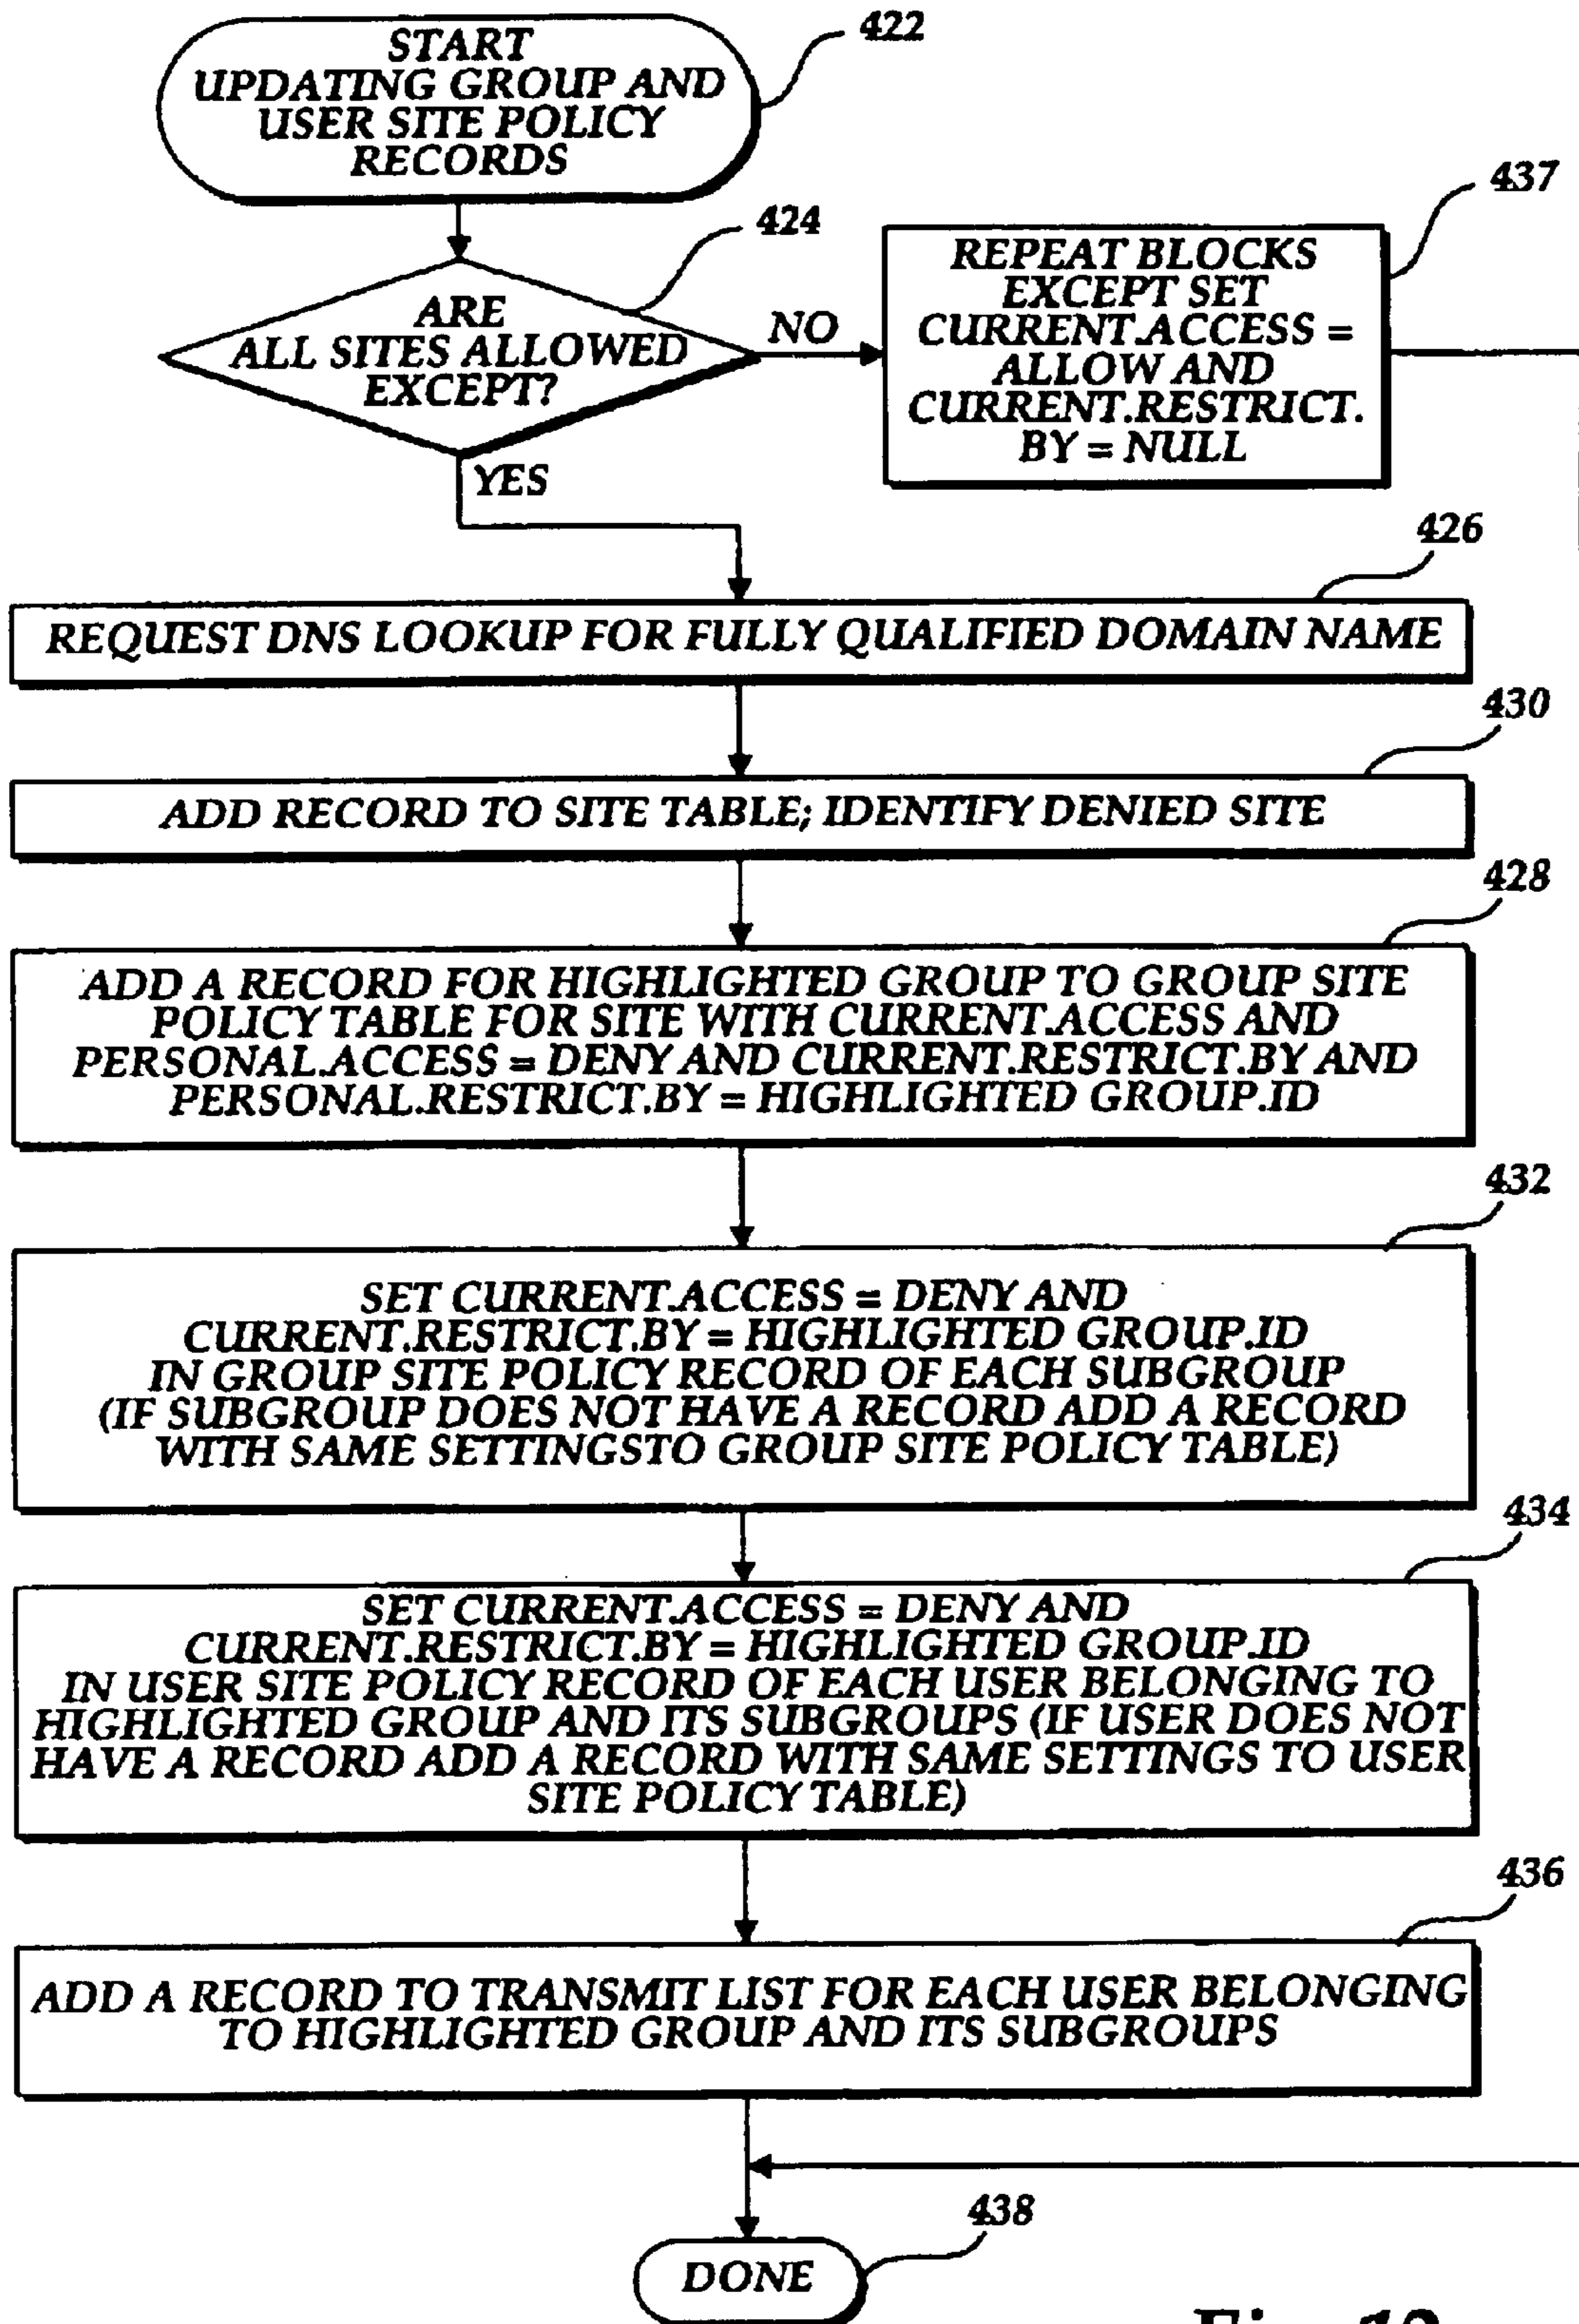 START
UPDATING GROUP AND
USER SITE POLICY
RECORDS
422
424
ARE
ALL SITES ALLOWED
EXCEPT?
NO
YES
437
REPEAT BLOCKS
EXCEPT SET
CURRENT.ACCESS =
ALLOW AND
CURRENT.RESTRICT.
BY = NULL
426
REQUEST DNS LOOKUP FOR FULLY QUALIFIED DOMAIN NAME
430
ADD RECORD TO SITE TABLE; IDENTIFY DENIED SITE
428
ADD A RECORD FOR HIGHLIGHTED GROUP TO GROUP SITE
POLICY TABLE FOR SITE WITH CURRENT.ACCESS AND
PERSONAL.ACCESS = DENY AND CURRENT.RESTRICT.BY AND
PERSONAL.RESTRICT.BY = HIGHLIGHTED GROUP.ID
432
SET CURRENT.ACCESS = DENY AND
CURRENT.RESTRICT.BY = HIGHLIGHTED GROUP.ID
IN GROUP SITE POLICY RECORD OF EACH SUBGROUP
(IF SUBGROUP DOES NOT HAVE A RECORD ADD A RECORD
WITH SAME SETTINGSTO GROUP SITE POLICY TABLE)
434
SET CURRENT.ACCESS = DENY AND
CURRENT.RESTRICT.BY = HIGHLIGHTED GROUP.ID
IN USER SITE POLICY RECORD OF EACH USER BELONGING TO
HIGHLIGHTED GROUP AND ITS SUBGROUPS (IF USER DOES NOT
HAVE A RECORD ADD A RECORD WITH SAME SETTINGS TO USER
SITE POLICY TABLE)
436
ADD A RECORD TO TRANSMIT LIST FOR EACH USER BELONGING
TO HIGHLIGHTED GROUP AND ITS SUBGROUPS
438
DONE